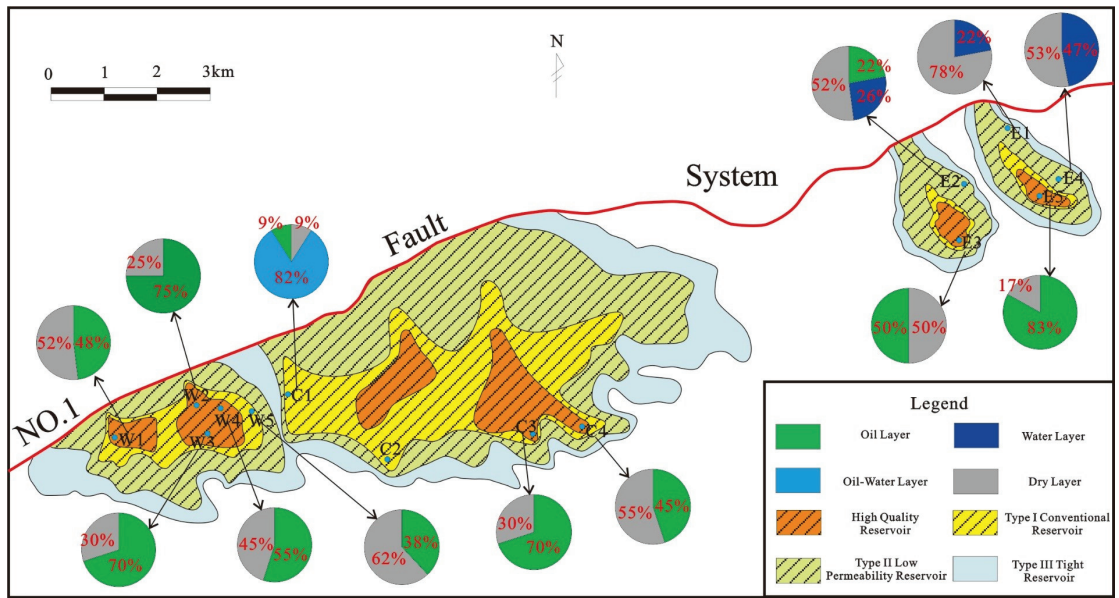 22%
53%
47%
0
1
2
3km
N
22%
52%
26%
78%
E1
System
E2
E4
E5
9%
9%
Fault
E3
25%
75%
82%
17%
83%
50%
50%
52%
48%
NO.1
W1
W2
W4
W5
W3
C1
C2
C3
C4
30%
70%
45%
55%
38%
62%
30%
70%
55%
45%
Legend
Oil Layer
Water Layer
Oil-Water Layer
Dry Layer
High Quality
Reservoir
Type I Conventional
Reservoir
Type II Low
Permeability Reservoir
Type III Tight
Reservoir